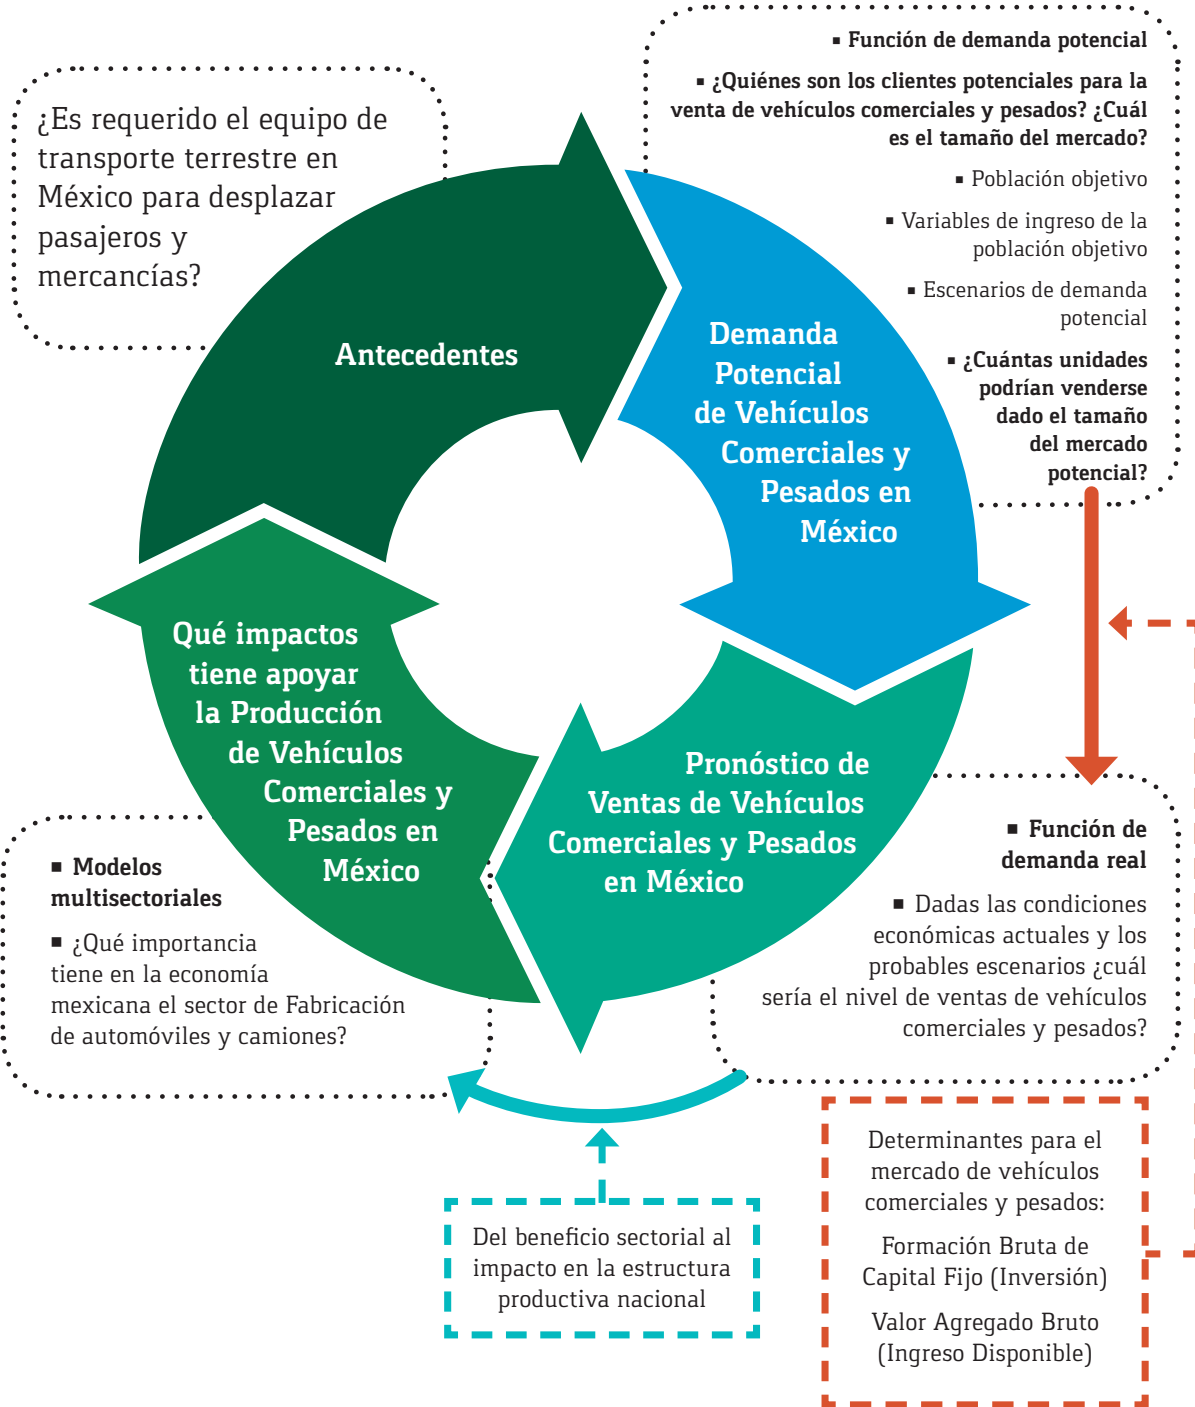 ¿Es requerido el equipo de
transporte terrestre en
México para desplazar
pasajeros y
mercancías?
▪ Función de demanda potencial
▪ ¿Quiénes son los clientes potenciales para la
venta de vehículos comerciales y pesados? ¿Cuál
es el tamaño del mercado?
▪ Población objetivo
▪ Variables de ingreso de la
población objetivo
▪ Escenarios de demanda
potencial
▪ ¿Cuántas unidades
podrían venderse
dado el tamaño
del mercado
potencial?
Antecedentes
Demanda
Potencial
de Vehículos
Comerciales y
Pesados en
México
Pronóstico de
Ventas de Vehículos
Comerciales y Pesados
en México
Qué impactos
tiene apoyar
la Producción
de Vehículos
Comerciales y
Pesados en
México
▪ Función de
demanda real
▪ Dadas las condiciones
económicas actuales y los
probables escenarios ¿cuál
sería el nivel de ventas de vehículos
comerciales y pesados?
▪ Modelos
multisectoriales
▪ ¿Qué importancia
tiene en la economía
mexicana el sector de Fabricación
de automóviles y camiones?
Del beneficio sectorial al
impacto en la estructura
productiva nacional
Determinantes para el
mercado de vehículos
comerciales y pesados:
Formación Bruta de
Capital Fijo (Inversión)
Valor Agregado Bruto
(Ingreso Disponible)